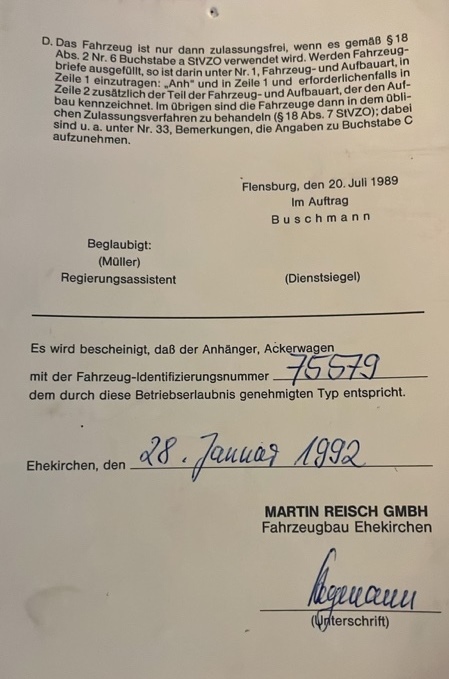 D. Das Fahrzeug ist nur dann zulassungsfrei, wenn es gemäß § 18
Abs. 2 Nr. 6 Buchstabe a StVZO verwendet wird. Werden Fahrzeug-
briefe ausgefüllt, so ist darin unter Nr. 1, Fahrzeug- und Aufbauart, in
Zeile 1 einzutragen: „Anh“ und in Zeile 1 und erforderlichenfalls in
Zeile 2 zusätzlich der Teil der Fahrzeug- und Aufbauart, der den Auf-
bau kennzeichnet. Im übrigen sind die Fahrzeuge dann in dem übli-
chen Zulassungsverfahren zu behandeln (§ 18 Abs. 7 StVZO); dabei
sind u. a. unter Nr. 33, Bemerkungen, die Angaben zu Buchstabe C
aufzunehmen.
Flensburg, den 20. Juli 1989
Im Auftrag
Buschmann
Beglaubigt:
(Müller)
Regierungsassistent
(Dienstsiegel)
Es wird bescheinigt, daß der Anhänger, Ackerwagen
mit der Fahrzeug-Identifizierungsnummer 75579
dem durch diese Betriebserlaubnis genehmigten Typ entspricht.
Ehekirchen, den 28. Januar 1992
MARTIN REISCH GMBH
Fahrzeugbau Ehekirchen
(Unterschrift)